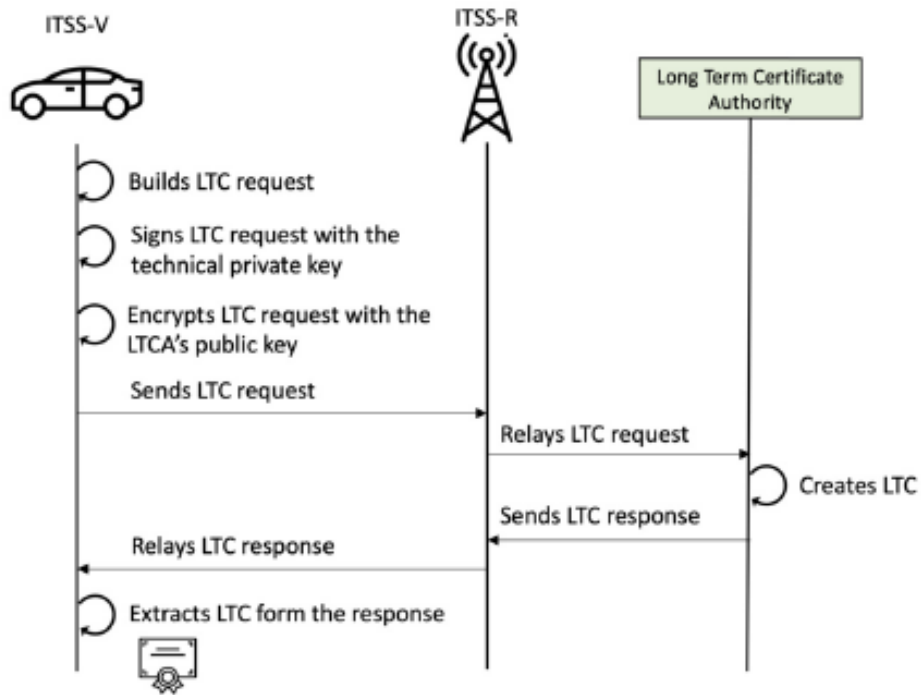 ITSS-V
ITSS-R
Long Term Certificate
Authority
Builds LTC request
Signs LTC request with the
technical private key
Encrypts LTC request with the
LTCA's public key
Sends LTC request
Relays LTC request
Creates LTC
Sends LTC response
Relays LTC response
Extracts LTC form the response